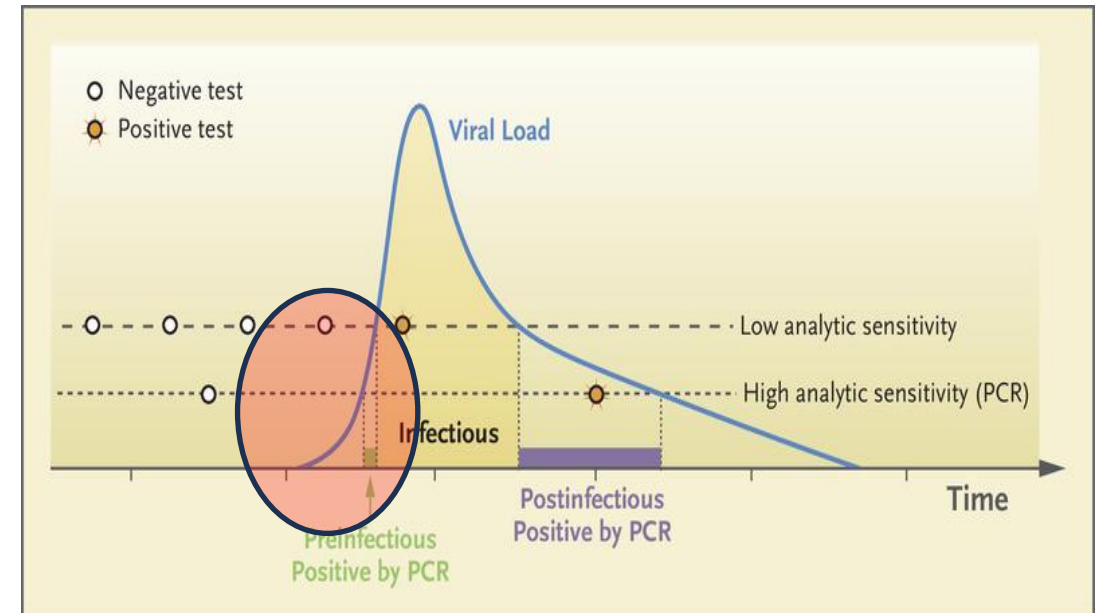 Negative test
Positive test
Viral Load
Low analytic sensitivity
High analytic sensitivity (PCR)
Infectious
Time
Postinfectious
Positive by PCR
Preinfectious
Positive by PCR